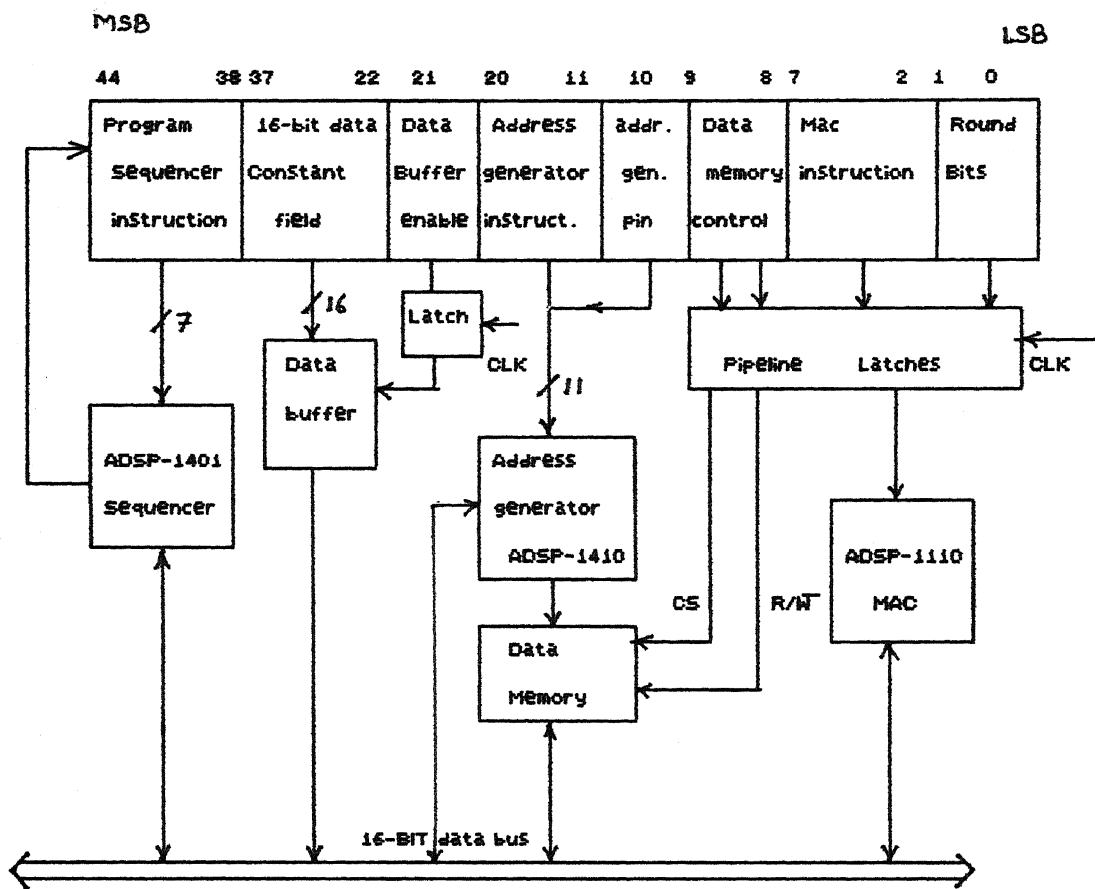 MSB
LSB
44 38 37 22 21 20 11 10 9 8 7 2 1 0
Program
sequencer
instruction
16-bit data
Constant
field
Data
Buffer
enable
Address
generator
instruct.
addr.
gen.
pin
Data
memory
control
Mac
instruction
Round
Bits
7
16
Latch
CLK
11
Pipeline Latches
CLK
Data
buffer
ADSP-1401
Sequencer
Address
generator
ADSP-1410
CS
R/W̅
ADSP-1110
MAC
Data
Memory
16-BIT data bus